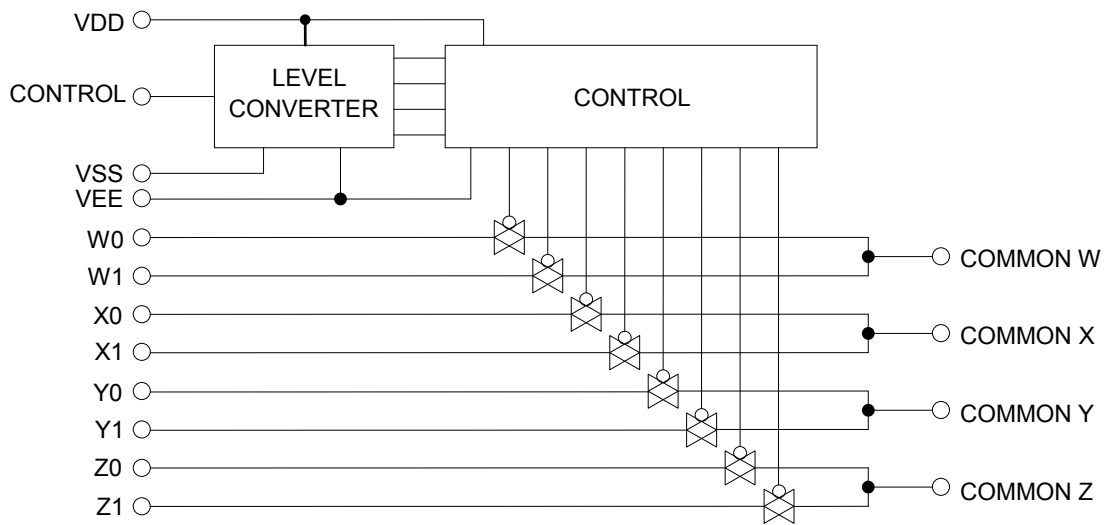 VDD
LEVEL
CONVERTER
CONTROL
CONTROL
VSS
VEE
W0
W1
COMMON W
X0
X1
COMMON X
Y0
Y1
COMMON Y
Z0
Z1
COMMON Z